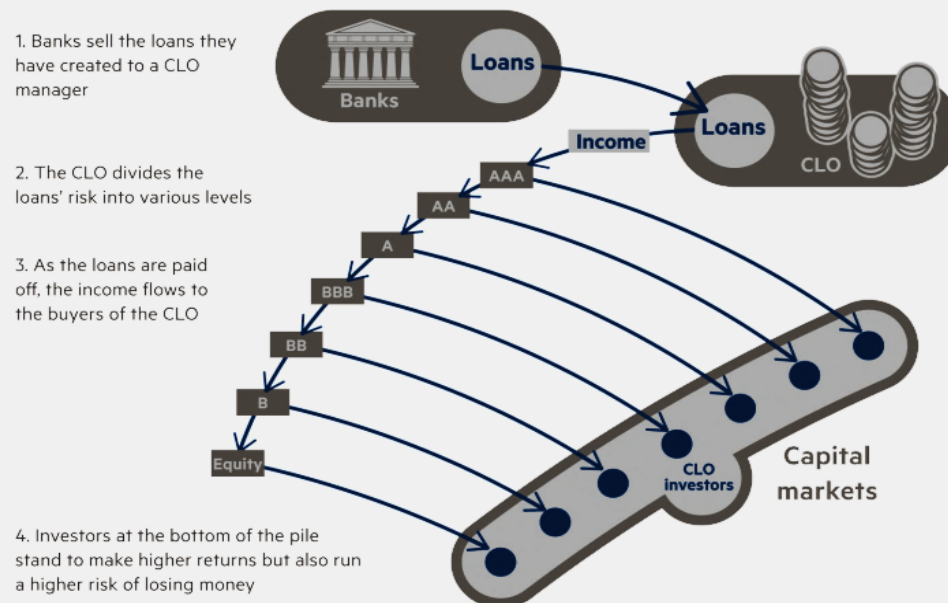 1. Banks sell the loans they
have created to a CLO
manager
Banks
Loans
Loans
CLO
Income
2. The CLO divides the
loans' risk into various levels
AAA
AA
A
3. As the loans are paid
off, the income flows to
the buyers of the CLO
BBB
BB
B
Equity
CLO
investors
Capital
markets
4. Investors at the bottom of the pile
stand to make higher returns but also run
a higher risk of losing money